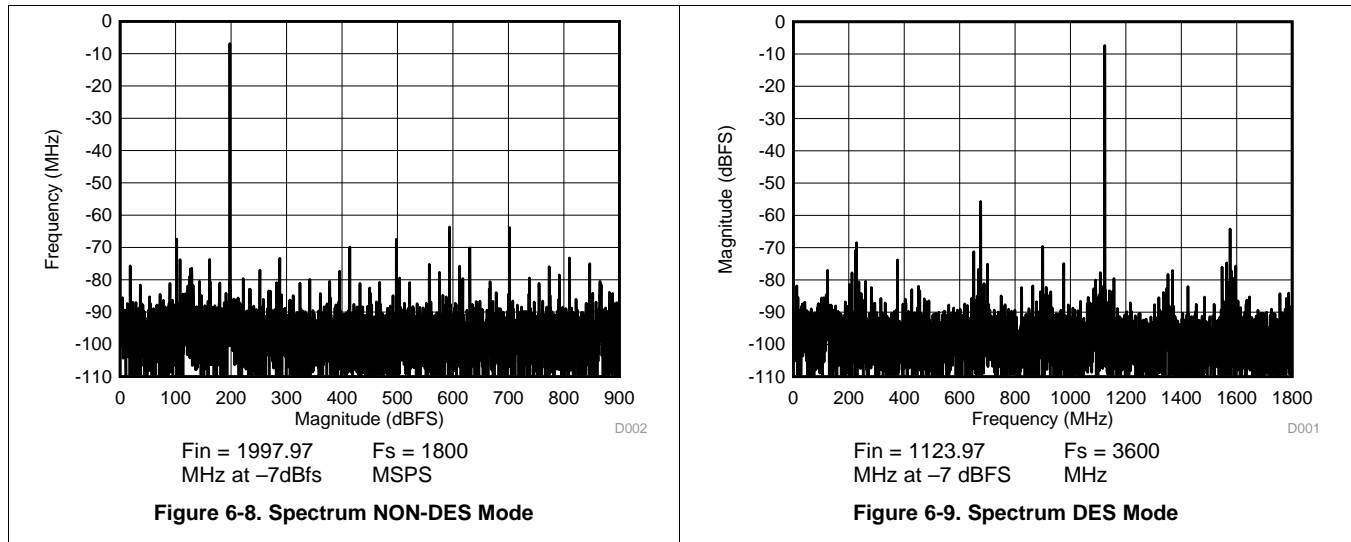 0
-10
-20
-30
-40
-50
-60
-70
-80
-90
-100
-110
Frequency (MHz)
0 100 200 300 400 500 600 700 800 900
Magnitude (dBFS)
D002
Fin = 1997.97 Fs = 1800
MHz at –7dBfs MSPS
Figure 6-8. Spectrum NON-DES Mode
0
-10
-20
-30
-40
-50
-60
-70
-80
-90
-100
-110
Magnitude (dBFS)
0 200 400 600 800 1000 1200 1400 1600 1800
Frequency (MHz)
D001
Fin = 1123.97 Fs = 3600
MHz at –7 dBFS MHz
Figure 6-9. Spectrum DES Mode